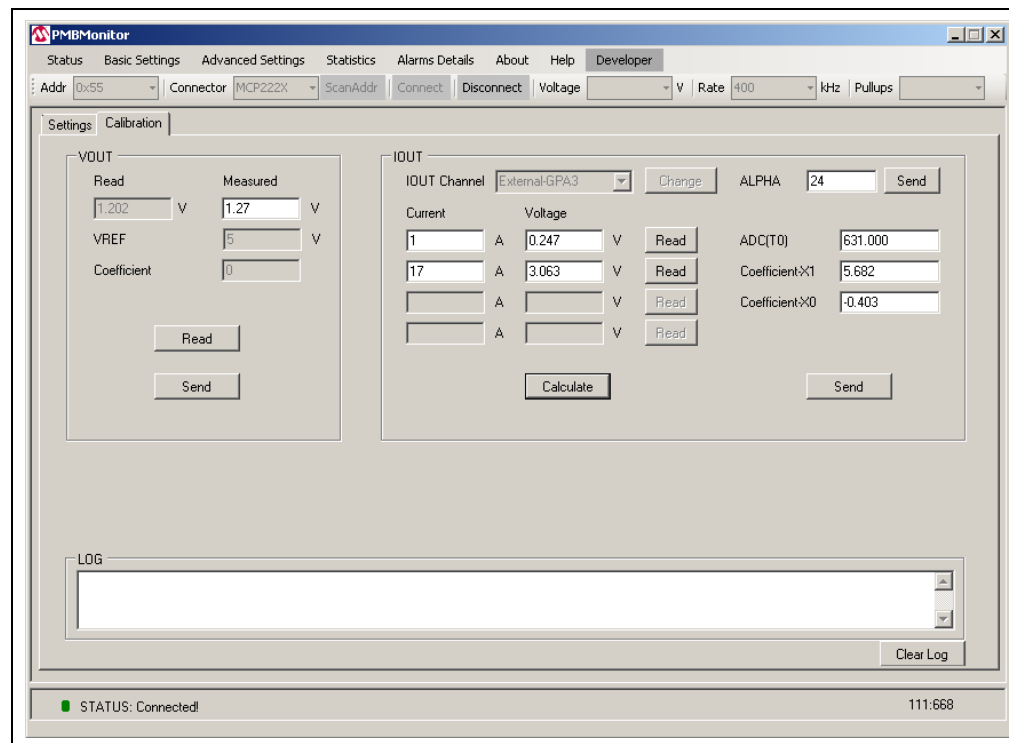 PMBMonitor
Status Basic Settings Advanced Settings Statistics Alarms Details About Help Developer
Addr 0x55 Connector MCP222X ScanAddr Connect Disconnect Voltage V Rate 400 kHz Pullups
Settings Calibration
VOUT
Read Measured
1.202 V 1.27 V
VREF 5 V
Coefficient 0
Read
Send
IOUT
IOUT Channel External-GPA3 Change ALPHA 24 Send
Current Voltage
1 A 0.247 V Read ADC(T0) 631.000
17 A 3.063 V Read Coefficient-X1 5.682
A V Read Coefficient-X0 -0.403
A V Read
Calculate Send
LOG
Clear Log
STATUS: Connected! 111:668